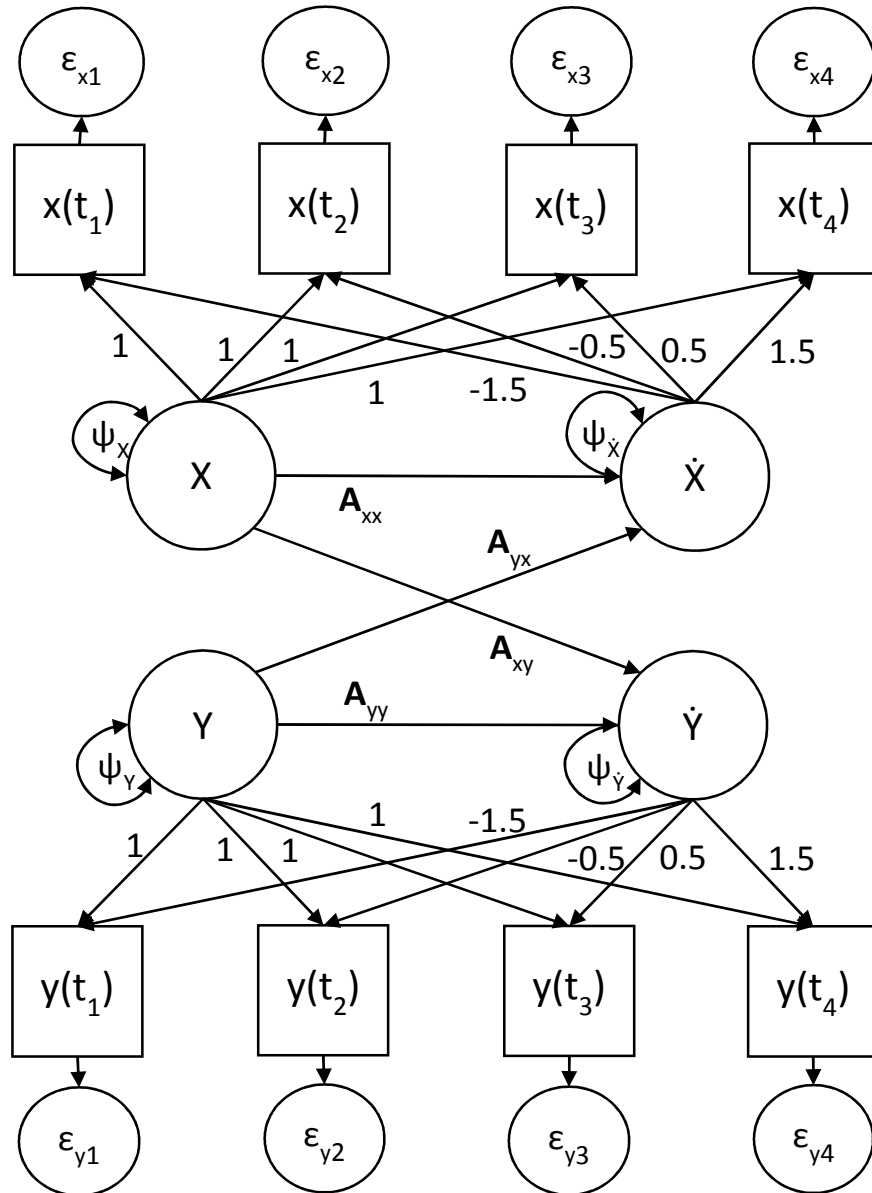 εx1 εx2 εx3 εx4
x(t1) x(t2) x(t3) x(t4)
1 1 1 -0.5 0.5 1.5
1 -1.5
ψX ψẊ
X Ẋ
Axx
Ayx
Axy
Ayy
Y Ẏ
ψY ψẎ
1 -1.5
1 1 1 -0.5 0.5 1.5
y(t1) y(t2) y(t3) y(t4)
εy1 εy2 εy3 εy4